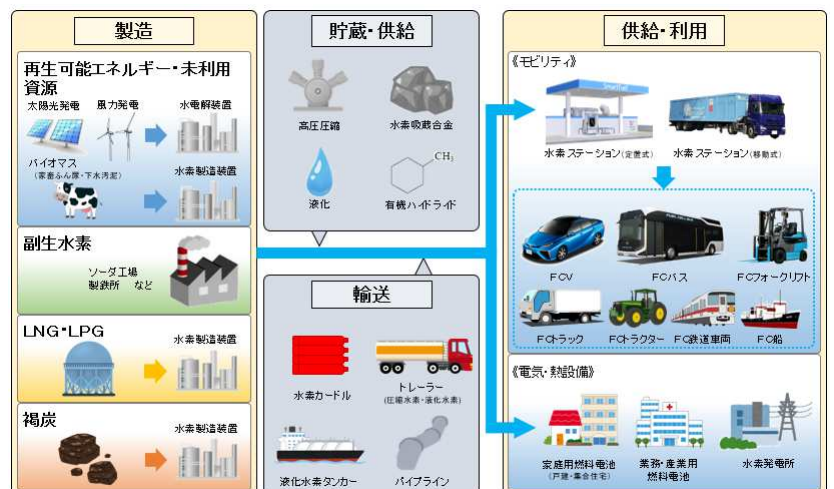 製造
再生可能エネルギー・未利用
資源
太陽光発電
風力発電
水電解装置
バイオマス
(家畜ふん尿・下水汚泥)
水素製造装置
副生水素
ソーダ工場
製鉄所 など
LNG・LPG
水素製造装置
褐炭
水素製造装置
貯蔵・供給
高圧圧縮
水素吸蔵合金
CH3
液化
有機ハイドライド
輸送
水素カードル
トレーラー
(圧縮水素・液化水素)
液化水素タンカー
パイプライン
供給・利用
《モビリティ》
水素ステーション(定置式)
水素ステーション(移動式)
FCV
FCバス
FCフォークリフト
FCトラック
FCトラクター
FC鉄道車両
FC船
《電気・熱設備》
家庭用燃料電池
(戸建・集合住宅)
業務・産業用
燃料電池
水素発電所